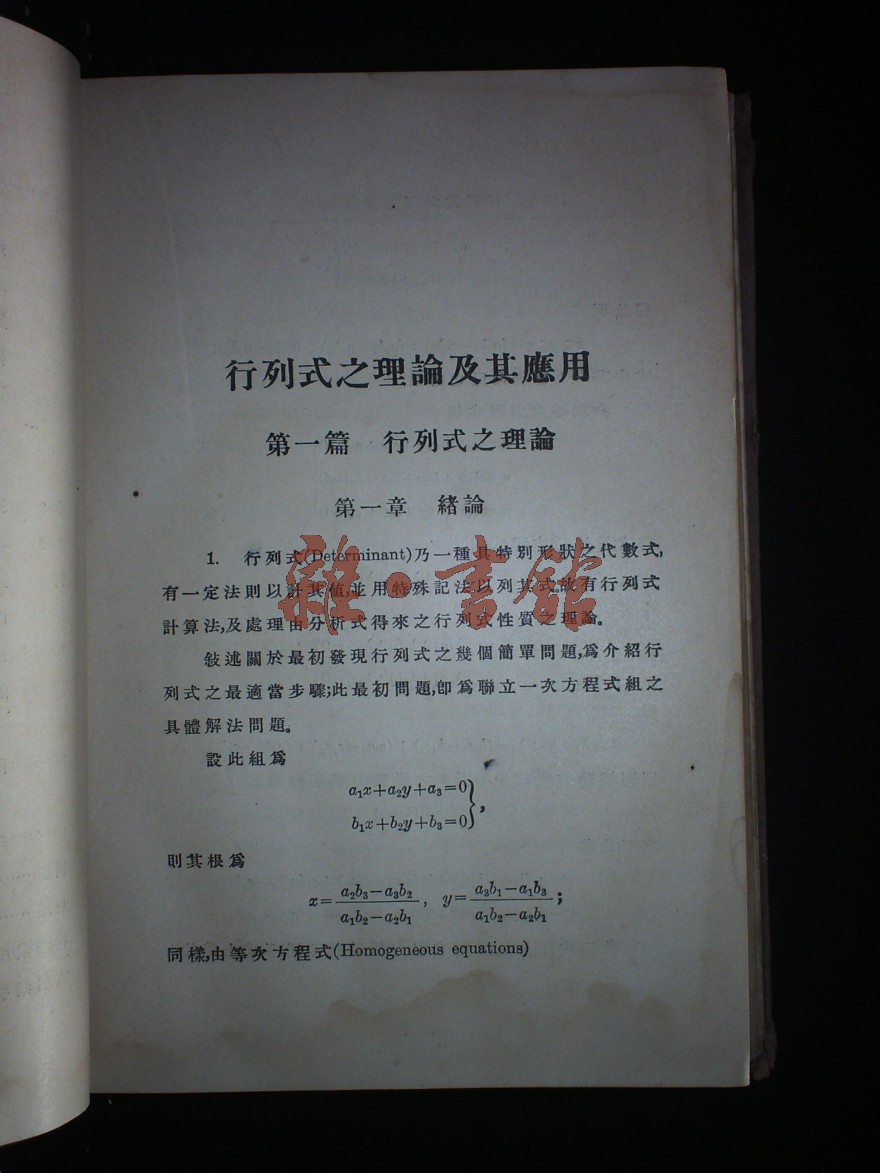 行列式之理論及其應用
第一篇 行列式之理論
第一章 緒論
1. 行列式(Determinant)乃一種具特別形狀之代數式,
有一定法則以計其值,並用特殊記法以列其式,故有行列式
計算法,及處理由分析式得來之行列式性質之理論。
敍述關於最初發現行列式之幾個簡單問題,爲介紹行
列式之最適當步驟;此最初問題,卽爲聯立一次方程式組之
具體解法問題。
設此組爲
a₁x+a₂y+a₃=0
b₁x+b₂y+b₃=0},
則其根爲
x=(a₂b₃−a₃b₂)/(a₁b₂−a₂b₁), y=(a₃b₁−a₁b₃)/(a₁b₂−a₂b₁);
同樣,由等次方程式(Homogeneous equations)
雜·書館